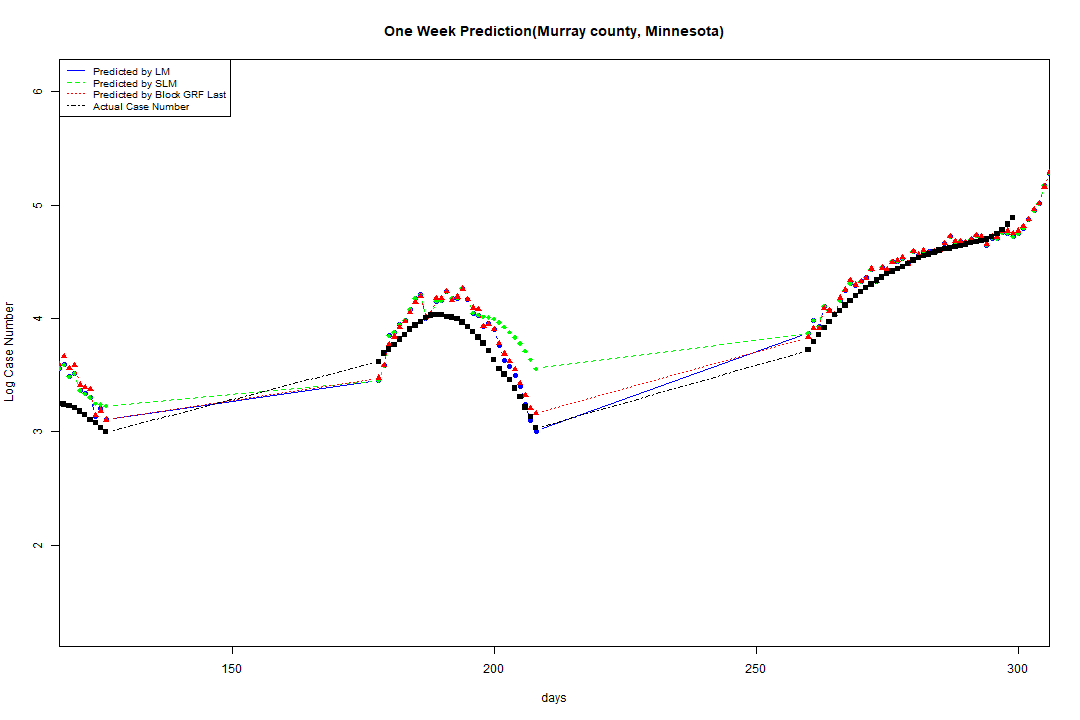 One Week Prediction(Murray county, Minnesota)
Predicted by LM
Predicted by SLM
Predicted by Block GRF Last
Actual Case Number
6
5
4
3
2
Log Case Number
150
200
250
300
days